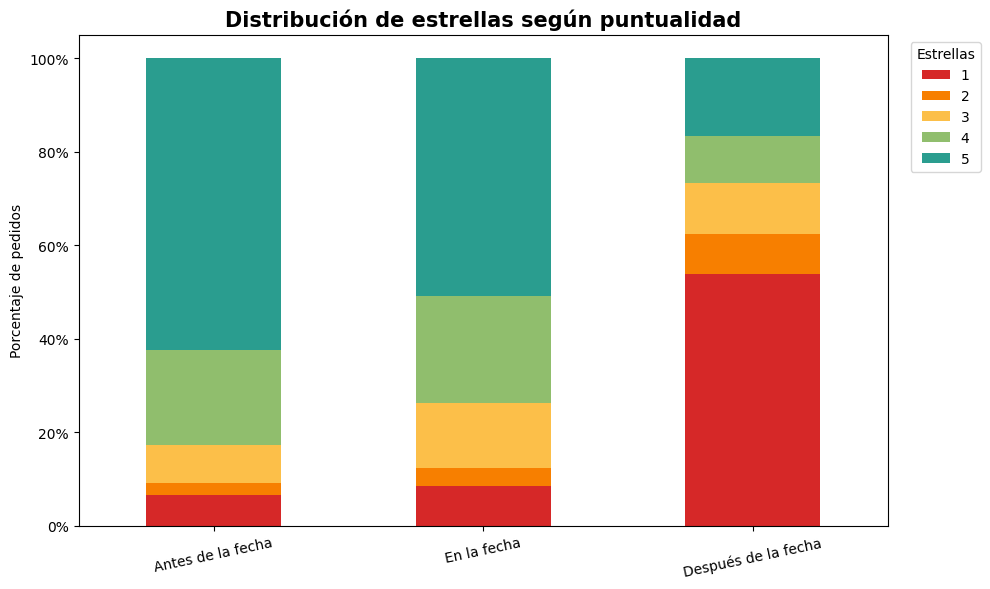 Distribución de estrellas según puntualidad
Porcentaje de pedidos
100%
80%
60%
40%
20%
0%
Antes de la fecha
En la fecha
Después de la fecha
Estrellas
1
2
3
4
5